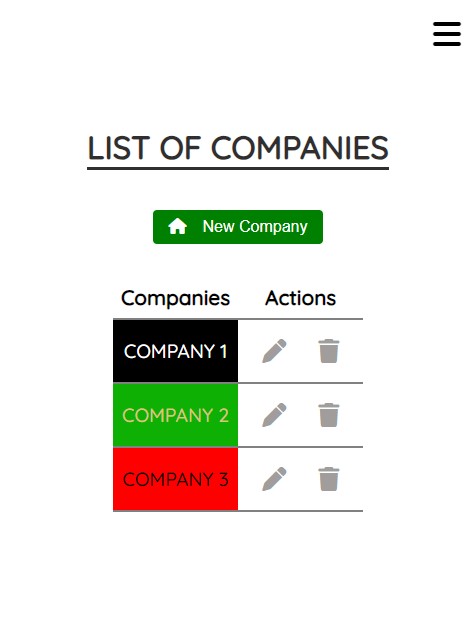 LIST OF COMPANIES
New Company
Companies Actions
COMPANY 1
COMPANY 2
COMPANY 3